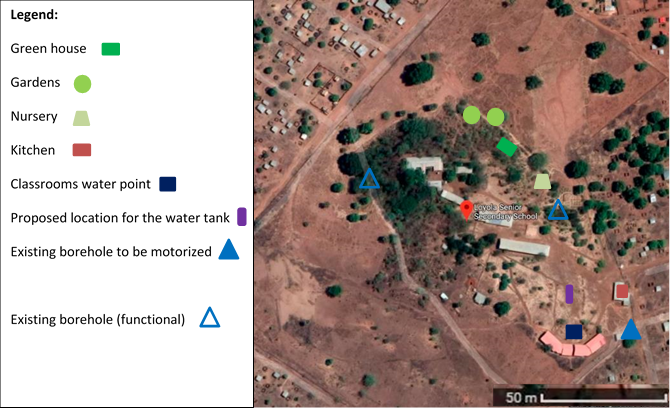 Legend:
Green house
Gardens
Nursery
Kitchen
Classrooms water point
Proposed location for the water tank
Existing borehole to be motorized
Existing borehole (functional)
Loyola Senior
Secondary School
50 m